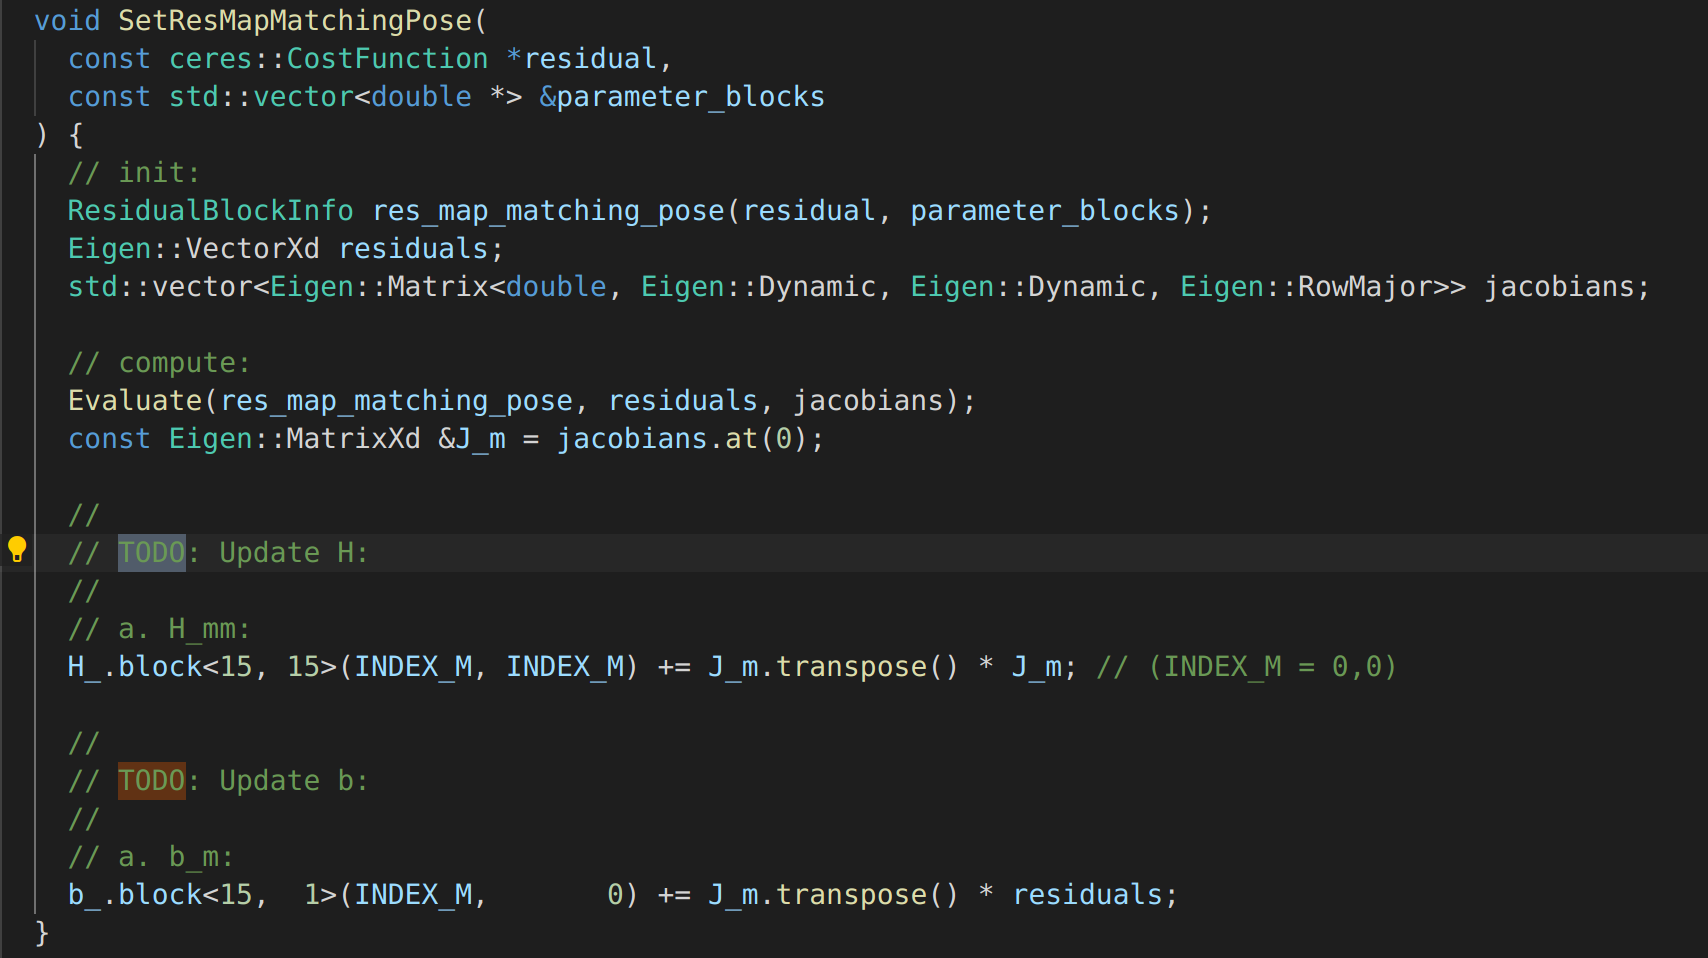 void SetResMapMatchingPose(
  const ceres::CostFunction *residual,
  const std::vector<double *> &parameter_blocks
) {
  // init:
  ResidualBlockInfo res_map_matching_pose(residual, parameter_blocks);
  Eigen::VectorXd residuals;
  std::vector<Eigen::Matrix<double, Eigen::Dynamic, Eigen::Dynamic, Eigen::RowMajor>> jacobians;

  // compute:
  Evaluate(res_map_matching_pose, residuals, jacobians);
  const Eigen::MatrixXd &J_m = jacobians.at(0);

  //
  // TODO: Update H:
  //
  // a. H_mm:
  H_.block<15, 15>(INDEX_M, INDEX_M) += J_m.transpose() * J_m; // (INDEX_M = 0,0)

  //
  // TODO: Update b:
  //
  // a. b_m:
  b_.block<15,  1>(INDEX_M,       0) += J_m.transpose() * residuals;
}